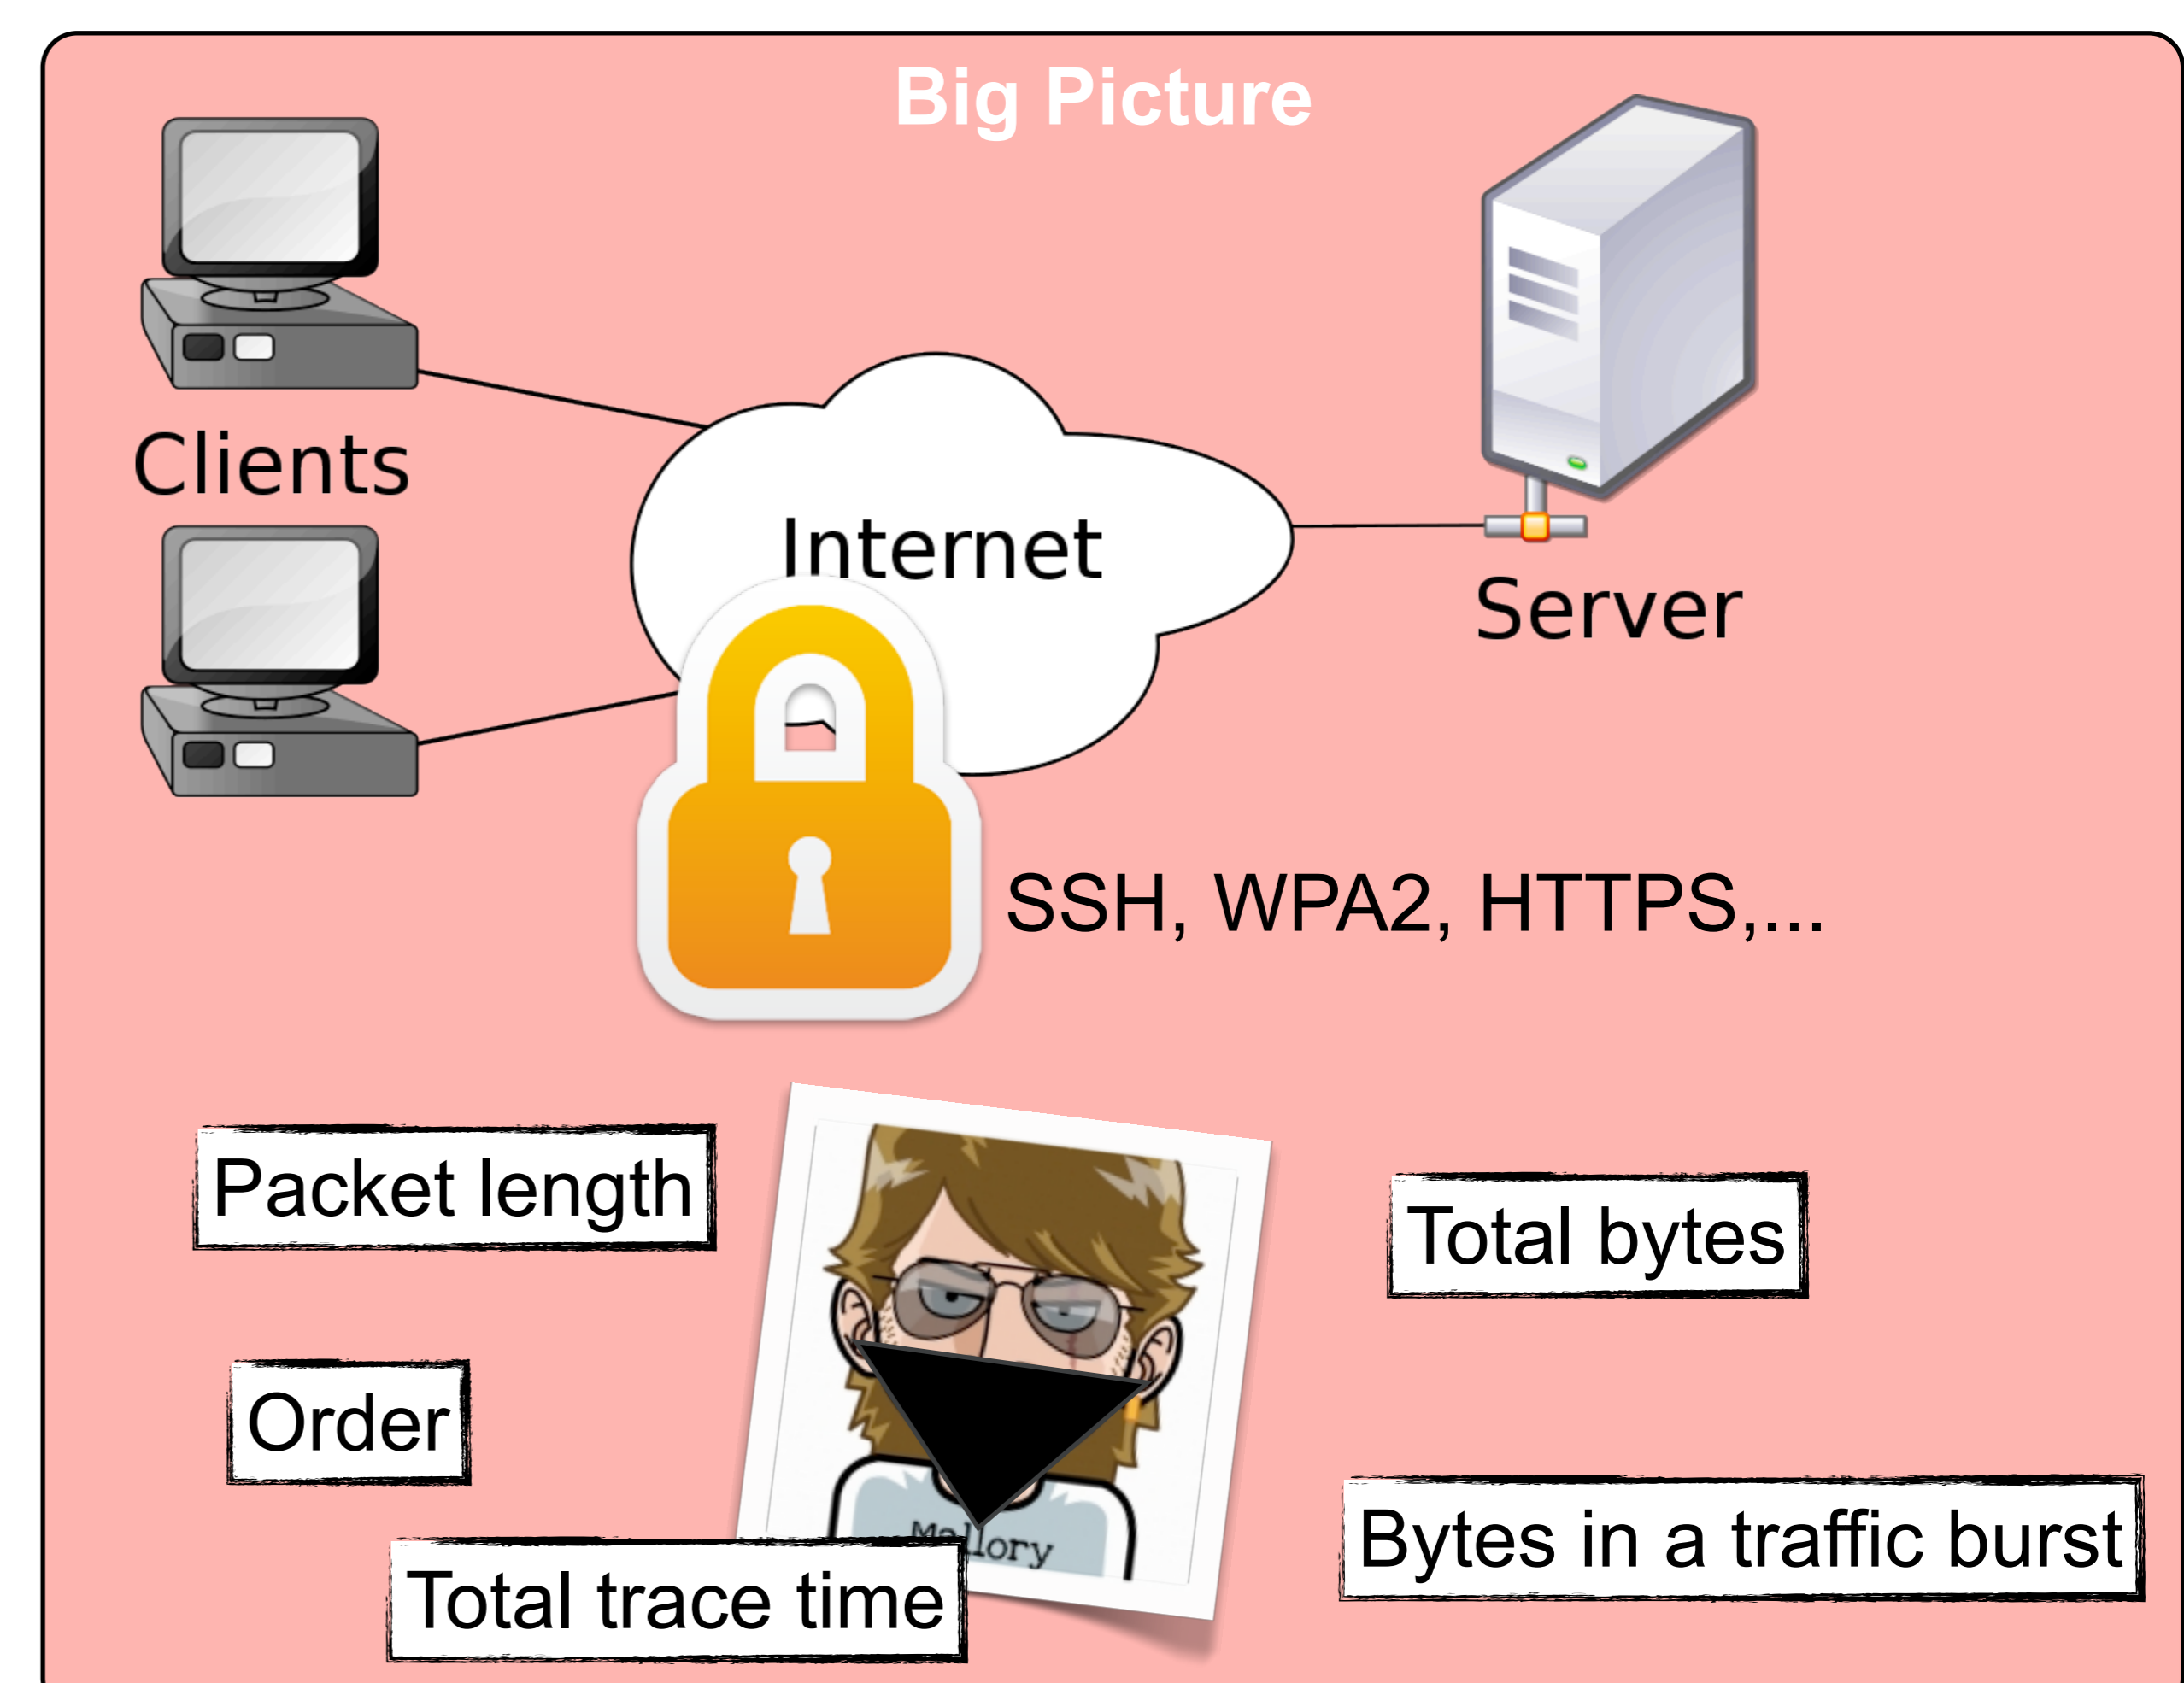 Big Picture
Clients
Internet
Server
SSH, WPA2, HTTPS,...
Packet length
Total bytes
Order
Mallory
Bytes in a traffic burst
Total trace time